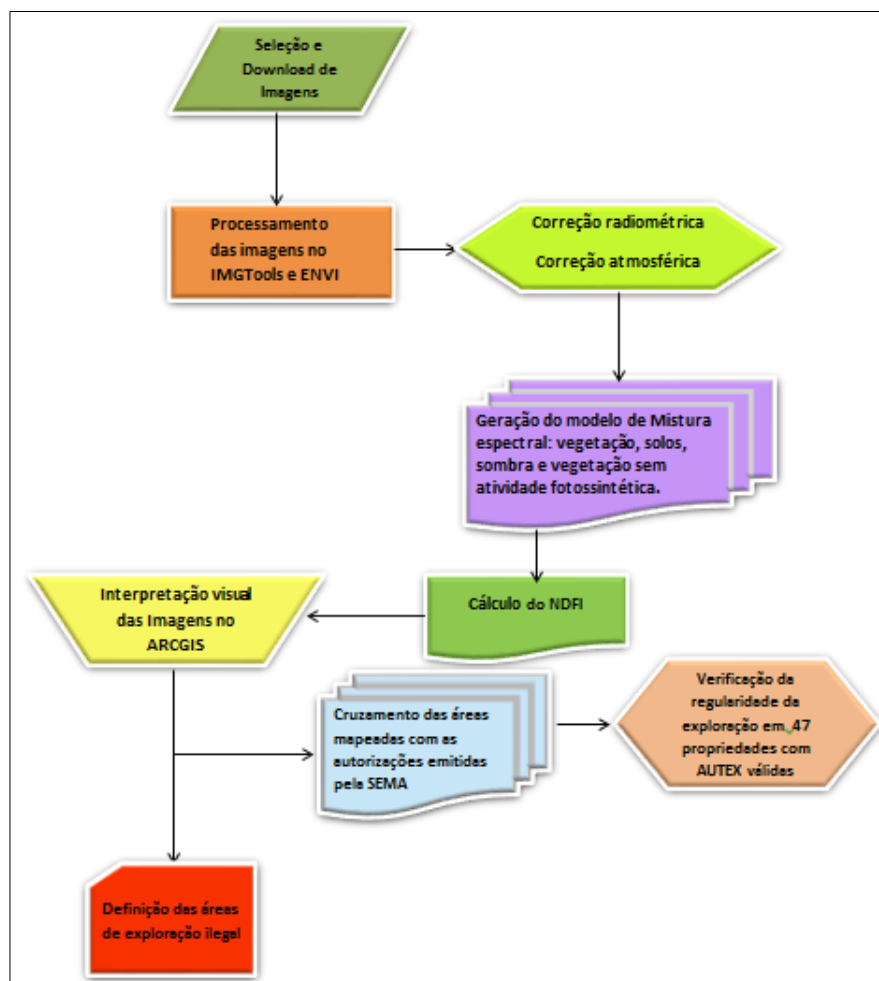 Seleção e
Download de
Imagens
Processamento
das imagens no
IMGTools e ENVI
Correção radiométrica
Correção atmosférica
Geração do modelo de Mistura
espectral: vegetação, solos,
sombra e vegetação sem
atividade fotossintética.
Cálculo do NDFI
Interpretação visual
das Imagens no
ARCGIS
Cruzamento das áreas
mapeadas com as
autorizações emitidas
pela SEMA
Verificação da
regularidade da
exploração em 47
propriedades com
AUTEX válidas
Definição das áreas
de exploração ilegal